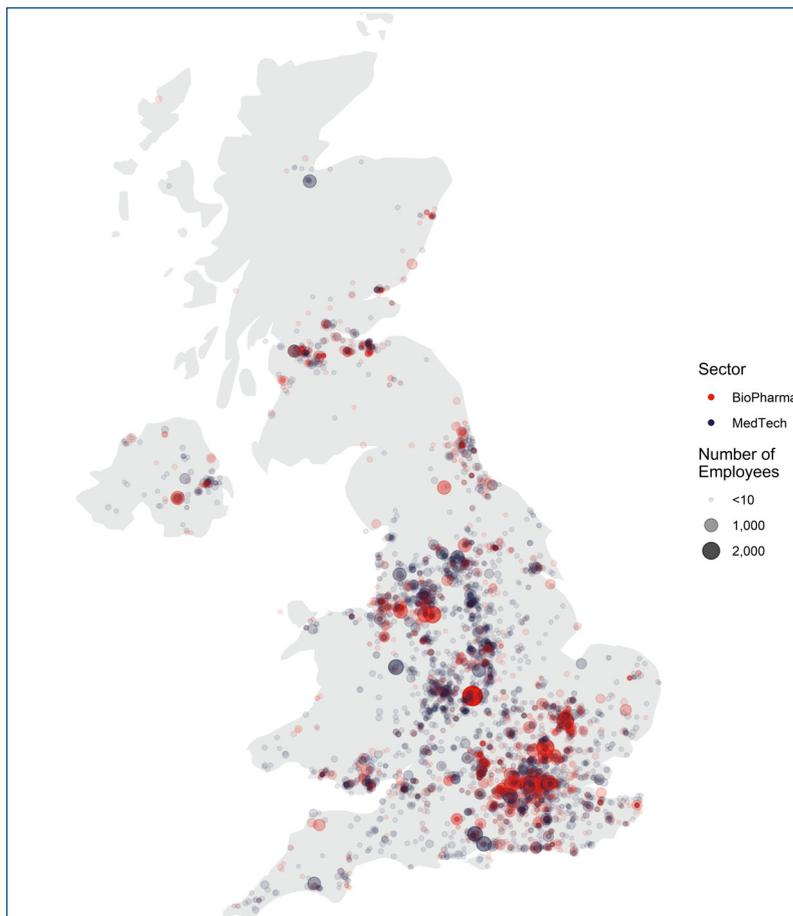 Sector
BioPharma
MedTech
Number of
Employees
<10
1,000
2,000